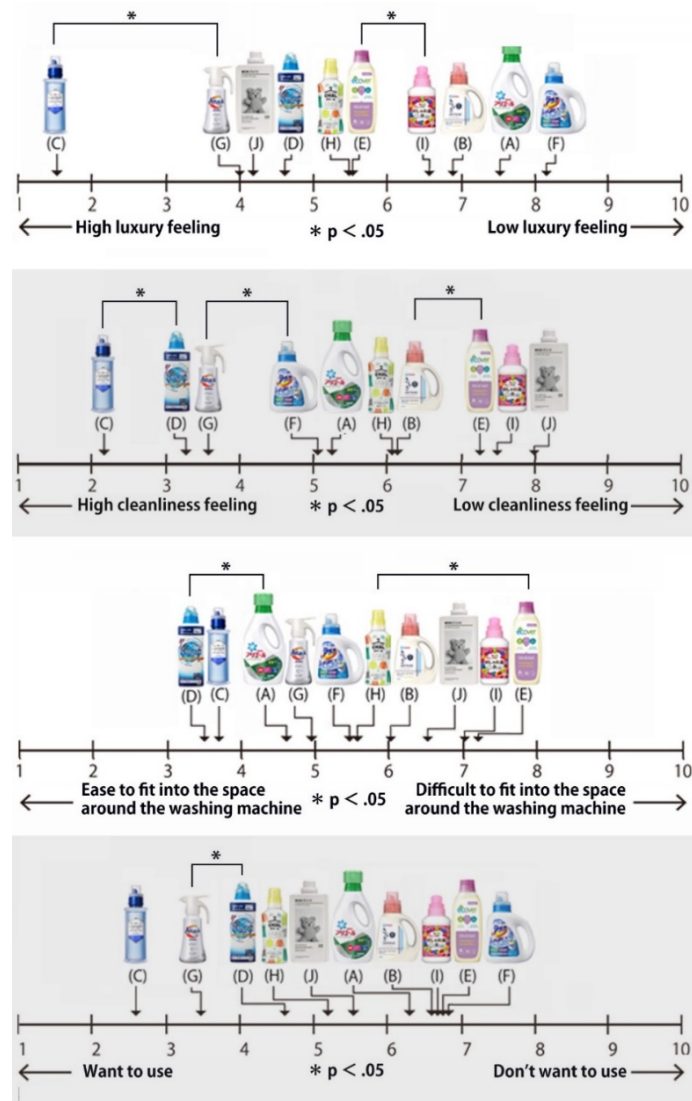 *
*
(C)
(G)
(J)
(D)
(H)
(E)
(I)
(B)
(A)
(F)
1 2 3 4 5 6 7 8 9 10
High luxury feeling
* p < .05
Low luxury feeling
*
*
*
(C)
(D)
(G)
(F)
(A)
(H)
(B)
(E)
(I)
(J)
1 2 3 4 5 6 7 8 9 10
High cleanliness feeling
* p < .05
Low cleanliness feeling
*
*
ecover
(D)
(C)
(A)
(G)
(F)
(H)
(B)
(J)
(I)
(E)
1 2 3 4 5 6 7 8 9 10
Ease to fit into the space
around the washing machine
* p < .05
Difficult to fit into the space
around the washing machine
*
(C)
(G)
(D)
(H)
(J)
(A)
(B)
(I)
(E)
(F)
1 2 3 4 5 6 7 8 9 10
Want to use
* p < .05
Don't want to use